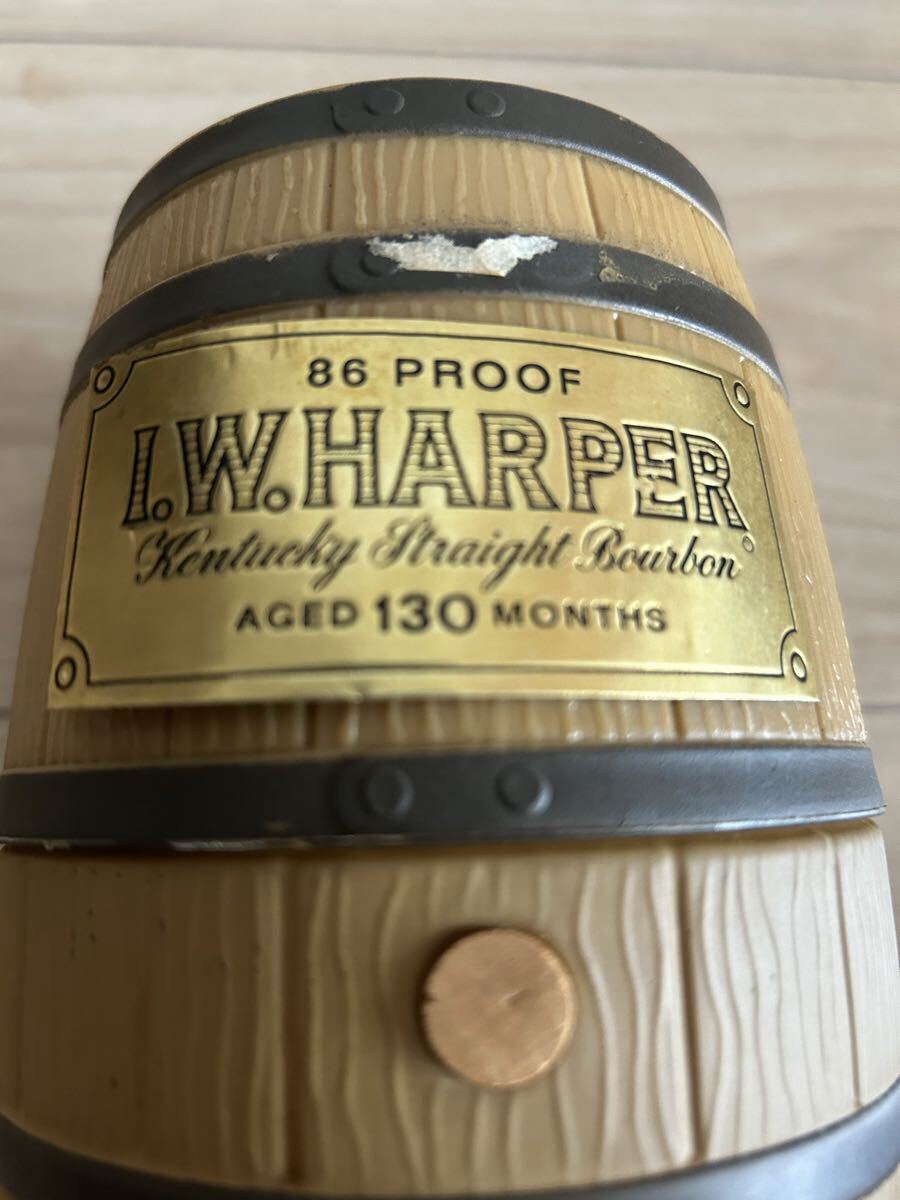 86 PROOF
I.W.HARPER®
Kentucky Straight Bourbon
AGED 130 MONTHS